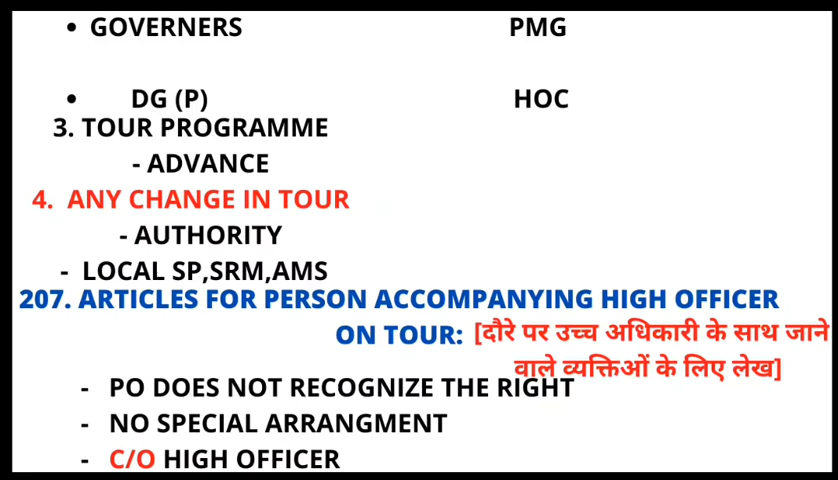 • GOVERNERS PMG
• DG (P) HOC
3. TOUR PROGRAMME
- ADVANCE
4. ANY CHANGE IN TOUR
- AUTHORITY
- LOCAL SP,SRM,AMS
207. ARTICLES FOR PERSON ACCOMPANYING HIGH OFFICER
ON TOUR: [दौरे पर उच्च अधिकारी के साथ जाने
वाले व्यक्तिओं के लिए लेख]
- PO DOES NOT RECOGNIZE THE RIGHT
- NO SPECIAL ARRANGMENT
- C/O HIGH OFFICER